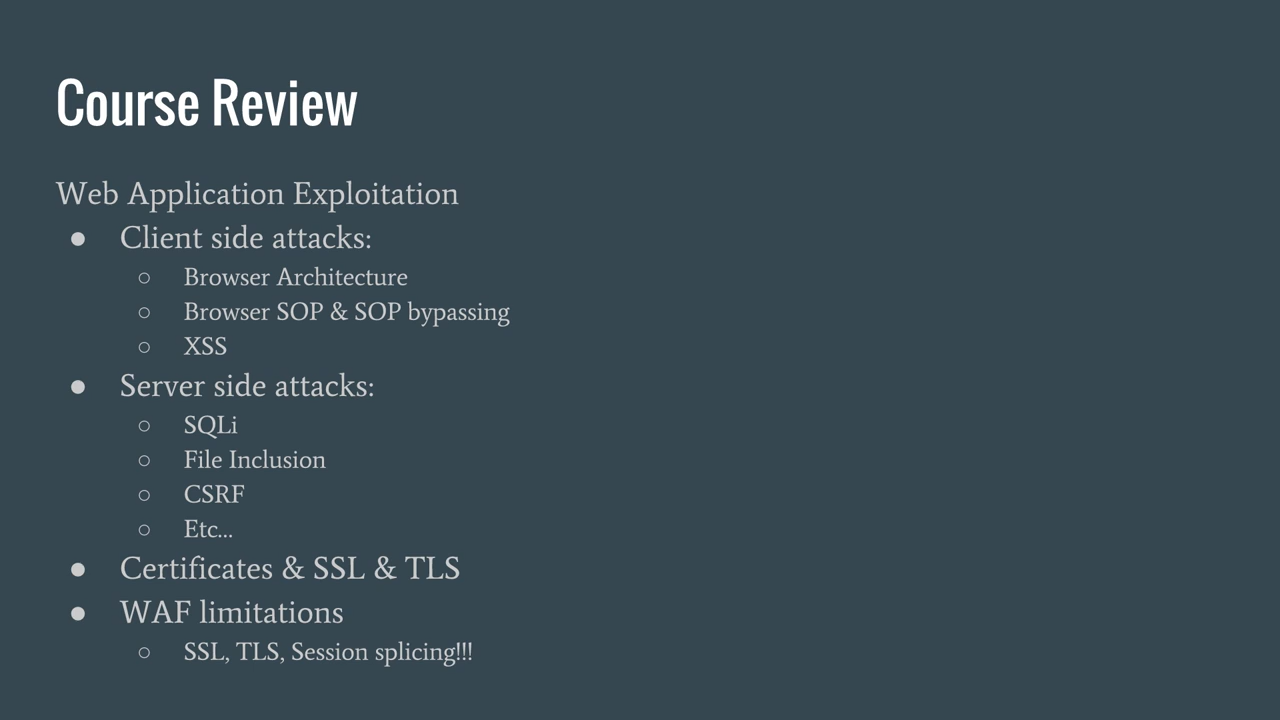 Course Review
Web Application Exploitation
● Client side attacks:
○ Browser Architecture
○ Browser SOP & SOP bypassing
○ XSS
● Server side attacks:
○ SQLi
○ File Inclusion
○ CSRF
○ Etc...
● Certificates & SSL & TLS
● WAF limitations
○ SSL, TLS, Session splicing!!!